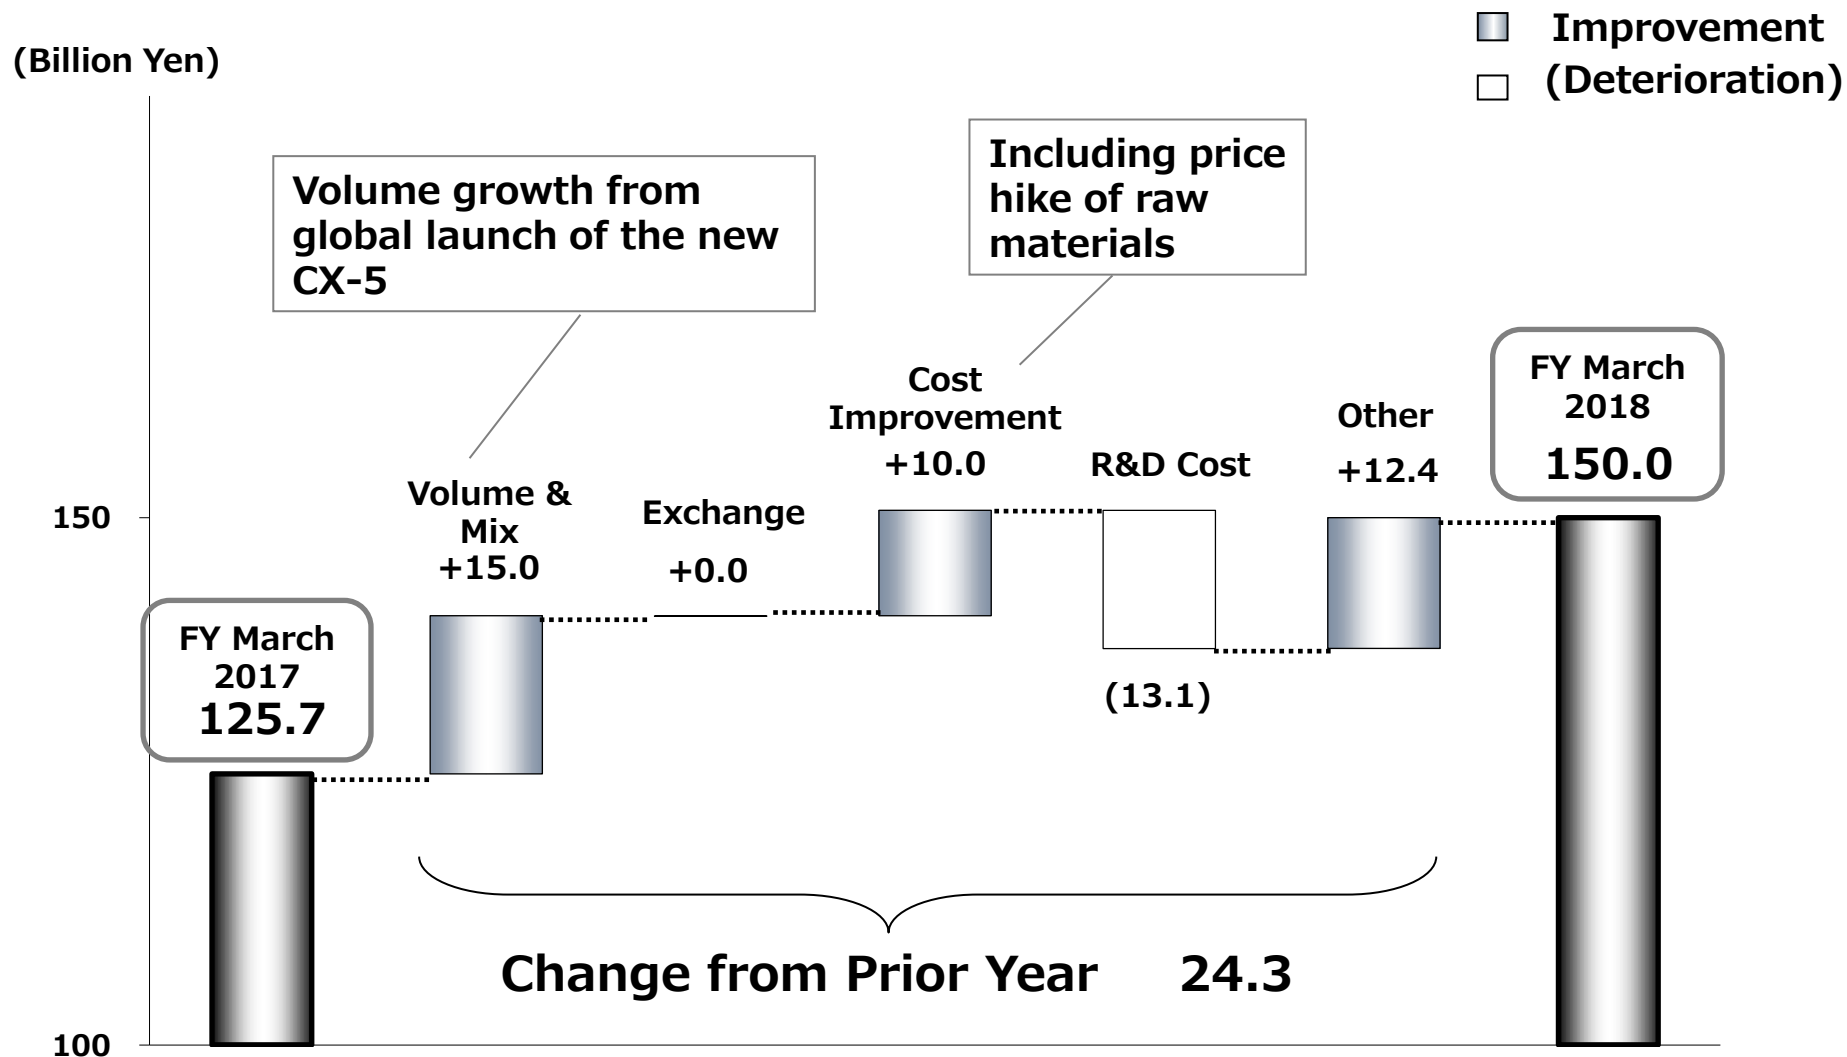 Improvement
(Deterioration)
(Billion Yen)
Including price
hike of raw
materials
Volume growth from
global launch of the new
CX-5
FY March
2018
150.0
Cost
Improvement
+10.0
Other
+12.4
R&D Cost
Volume &
Mix
+15.0
Exchange
+0.0
150
FY March
2017
125.7
(13.1)
Change from Prior Year 24.3
100